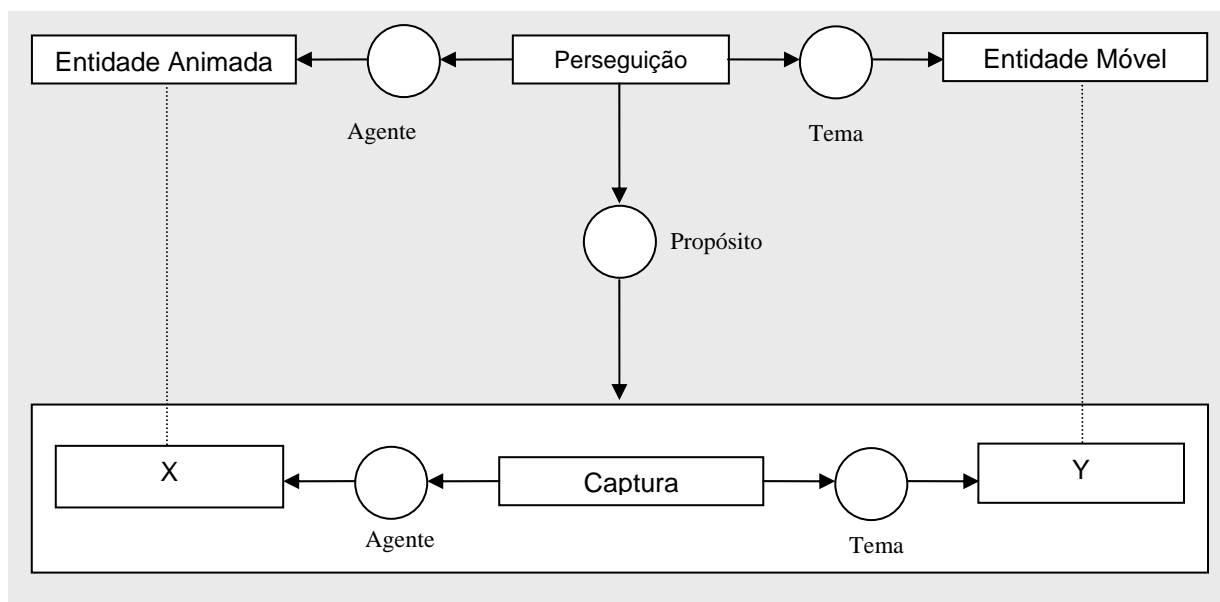 Entidade Animada
Perseguição
Entidade Móvel
Agente
Tema
Propósito
X
Captura
Y
Agente
Tema